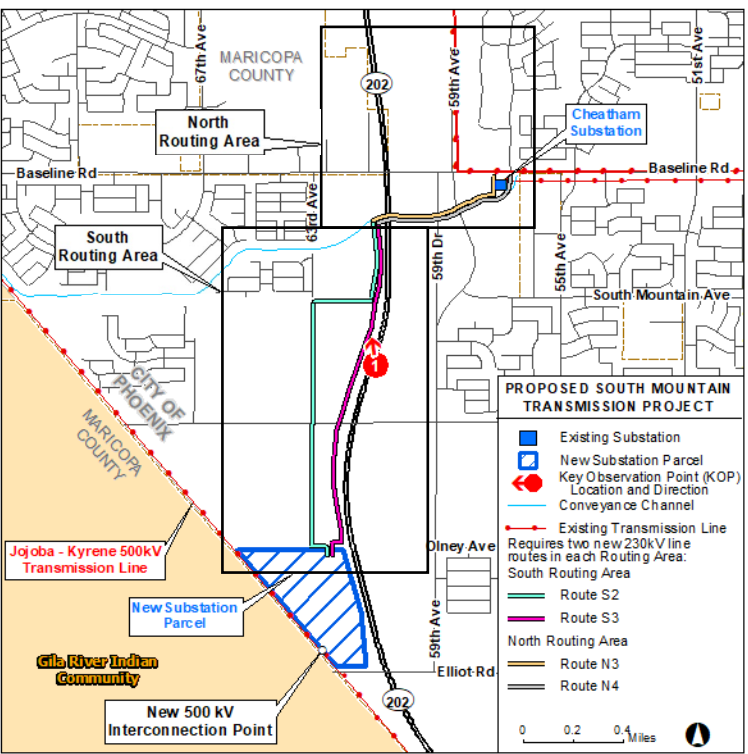 67th Ave
MARICOPA
COUNTY
202
59th Ave
51st Ave
North
Routing Area
Cheatham
Substation
Baseline Rd
Baseline Rd
63rd Ave
South
Routing Area
59th Dr
55th Ave
South Mountain Ave
1
CITY OF
PHOENIX
MARICOPA
COUNTY
PROPOSED SOUTH MOUNTAIN
TRANSMISSION PROJECT
Existing Substation
New Substation Parcel
Key Observation Point (KOP)
Location and Direction
Conveyance Channel
Existing Transmission Line
Requires two new 230kV line
routes in each Routing Area:
South Routing Area
Route S2
Route S3
North Routing Area
Route N3
Route N4
0 0.2 0.4 Miles
Jojoba - Kyrene 500kV
Transmission Line
Olney Ave
New Substation
Parcel
59th Ave
Gila River Indian
Community
Elliot Rd
New 500 kV
Interconnection Point
202